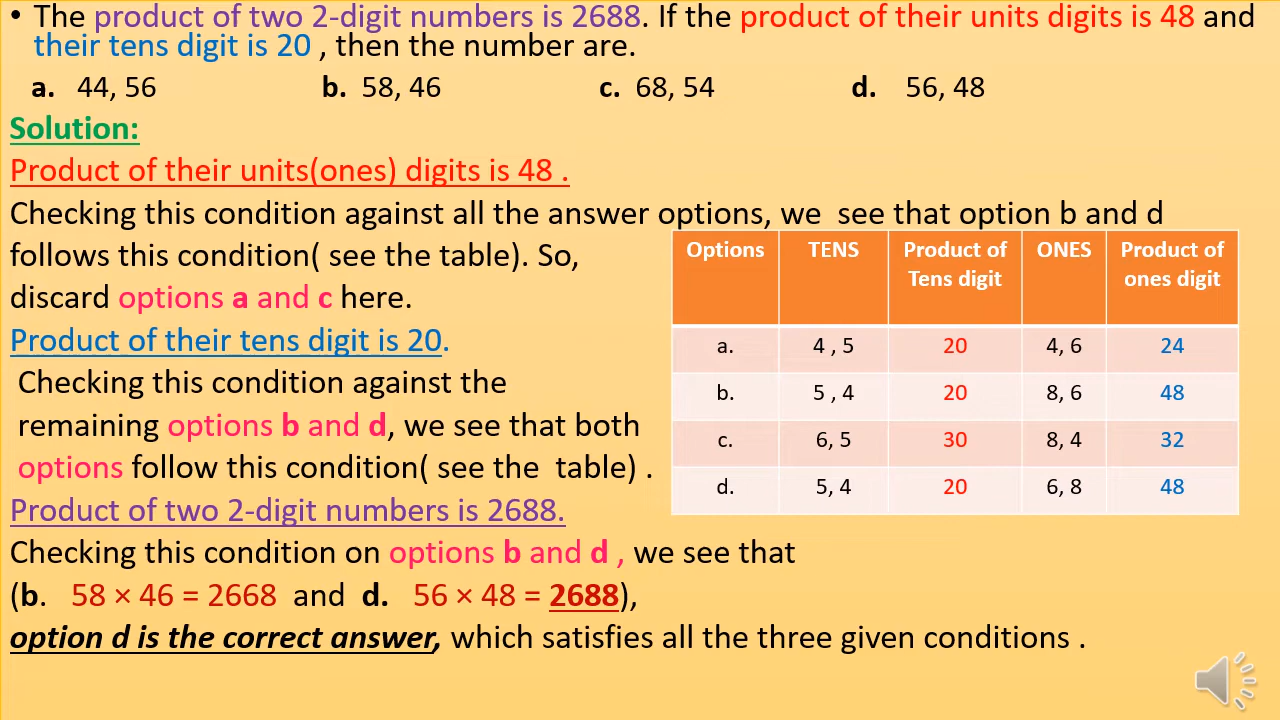 • The product of two 2-digit numbers is 2688. If the product of their units digits is 48 and
their tens digit is 20 , then the number are.
a. 44, 56 b. 58, 46 c. 68, 54 d. 56, 48
Solution:
Product of their units(ones) digits is 48 .
Checking this condition against all the answer options, we see that option b and d
follows this condition( see the table). So,
discard options a and c here.
Product of their tens digit is 20.
Checking this condition against the
remaining options b and d, we see that both
options follow this condition( see the table) .
Product of two 2-digit numbers is 2688.
Checking this condition on options b and d , we see that
(b. 58 × 46 = 2668 and d. 56 × 48 = 2688),
option d is the correct answer, which satisfies all the three given conditions .
Options TENS Product of Tens digit ONES Product of ones digit
a. 4 , 5 20 4, 6 24
b. 5 , 4 20 8, 6 48
c. 6, 5 30 8, 4 32
d. 5, 4 20 6, 8 48